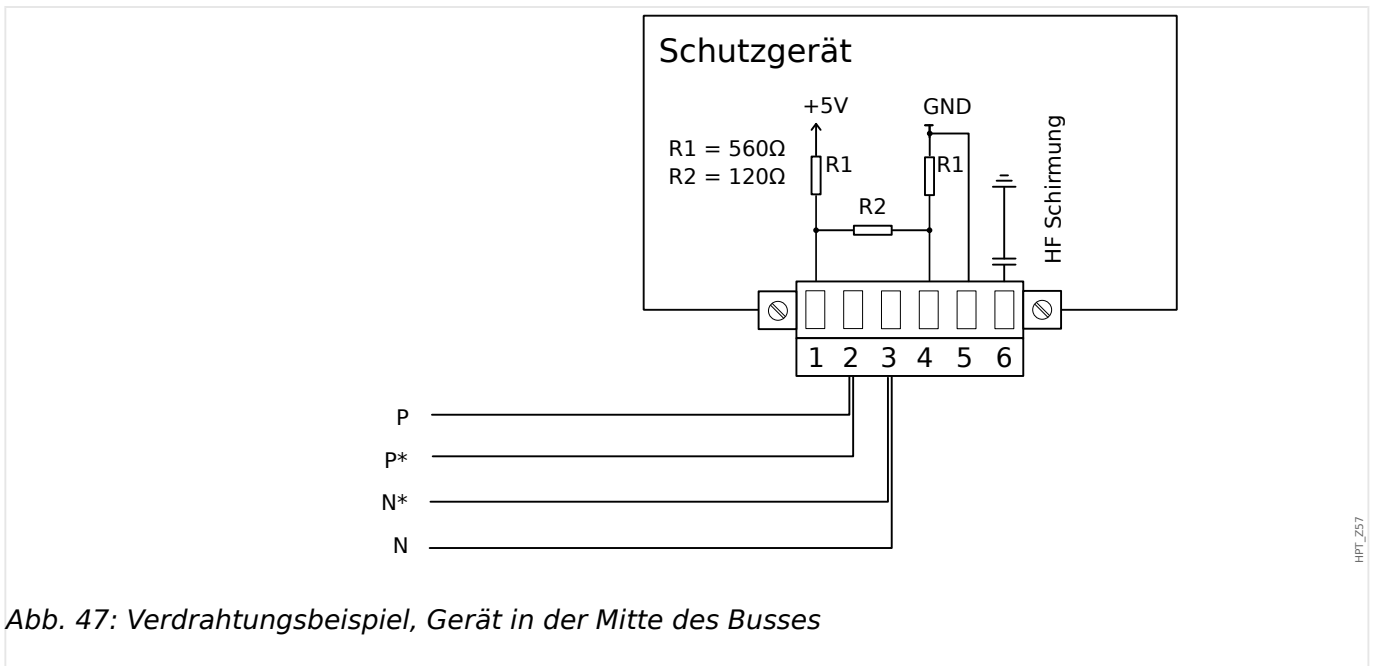 Schutzgerät
+5V
GND
R1 = 560Ω
R2 = 120Ω
R1
R1
R2
HF Schirmung
1 2 3 4 5 6
P
P*
N*
N
HPT_Z57
Abb. 47: Verdrahtungsbeispiel, Gerät in der Mitte des Busses